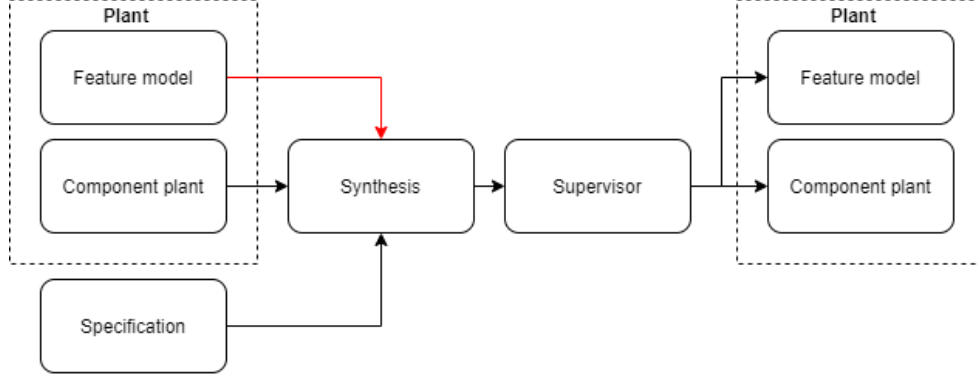 Plant
Feature model
Component plant
Specification
Synthesis
Supervisor
Plant
Feature model
Component plant